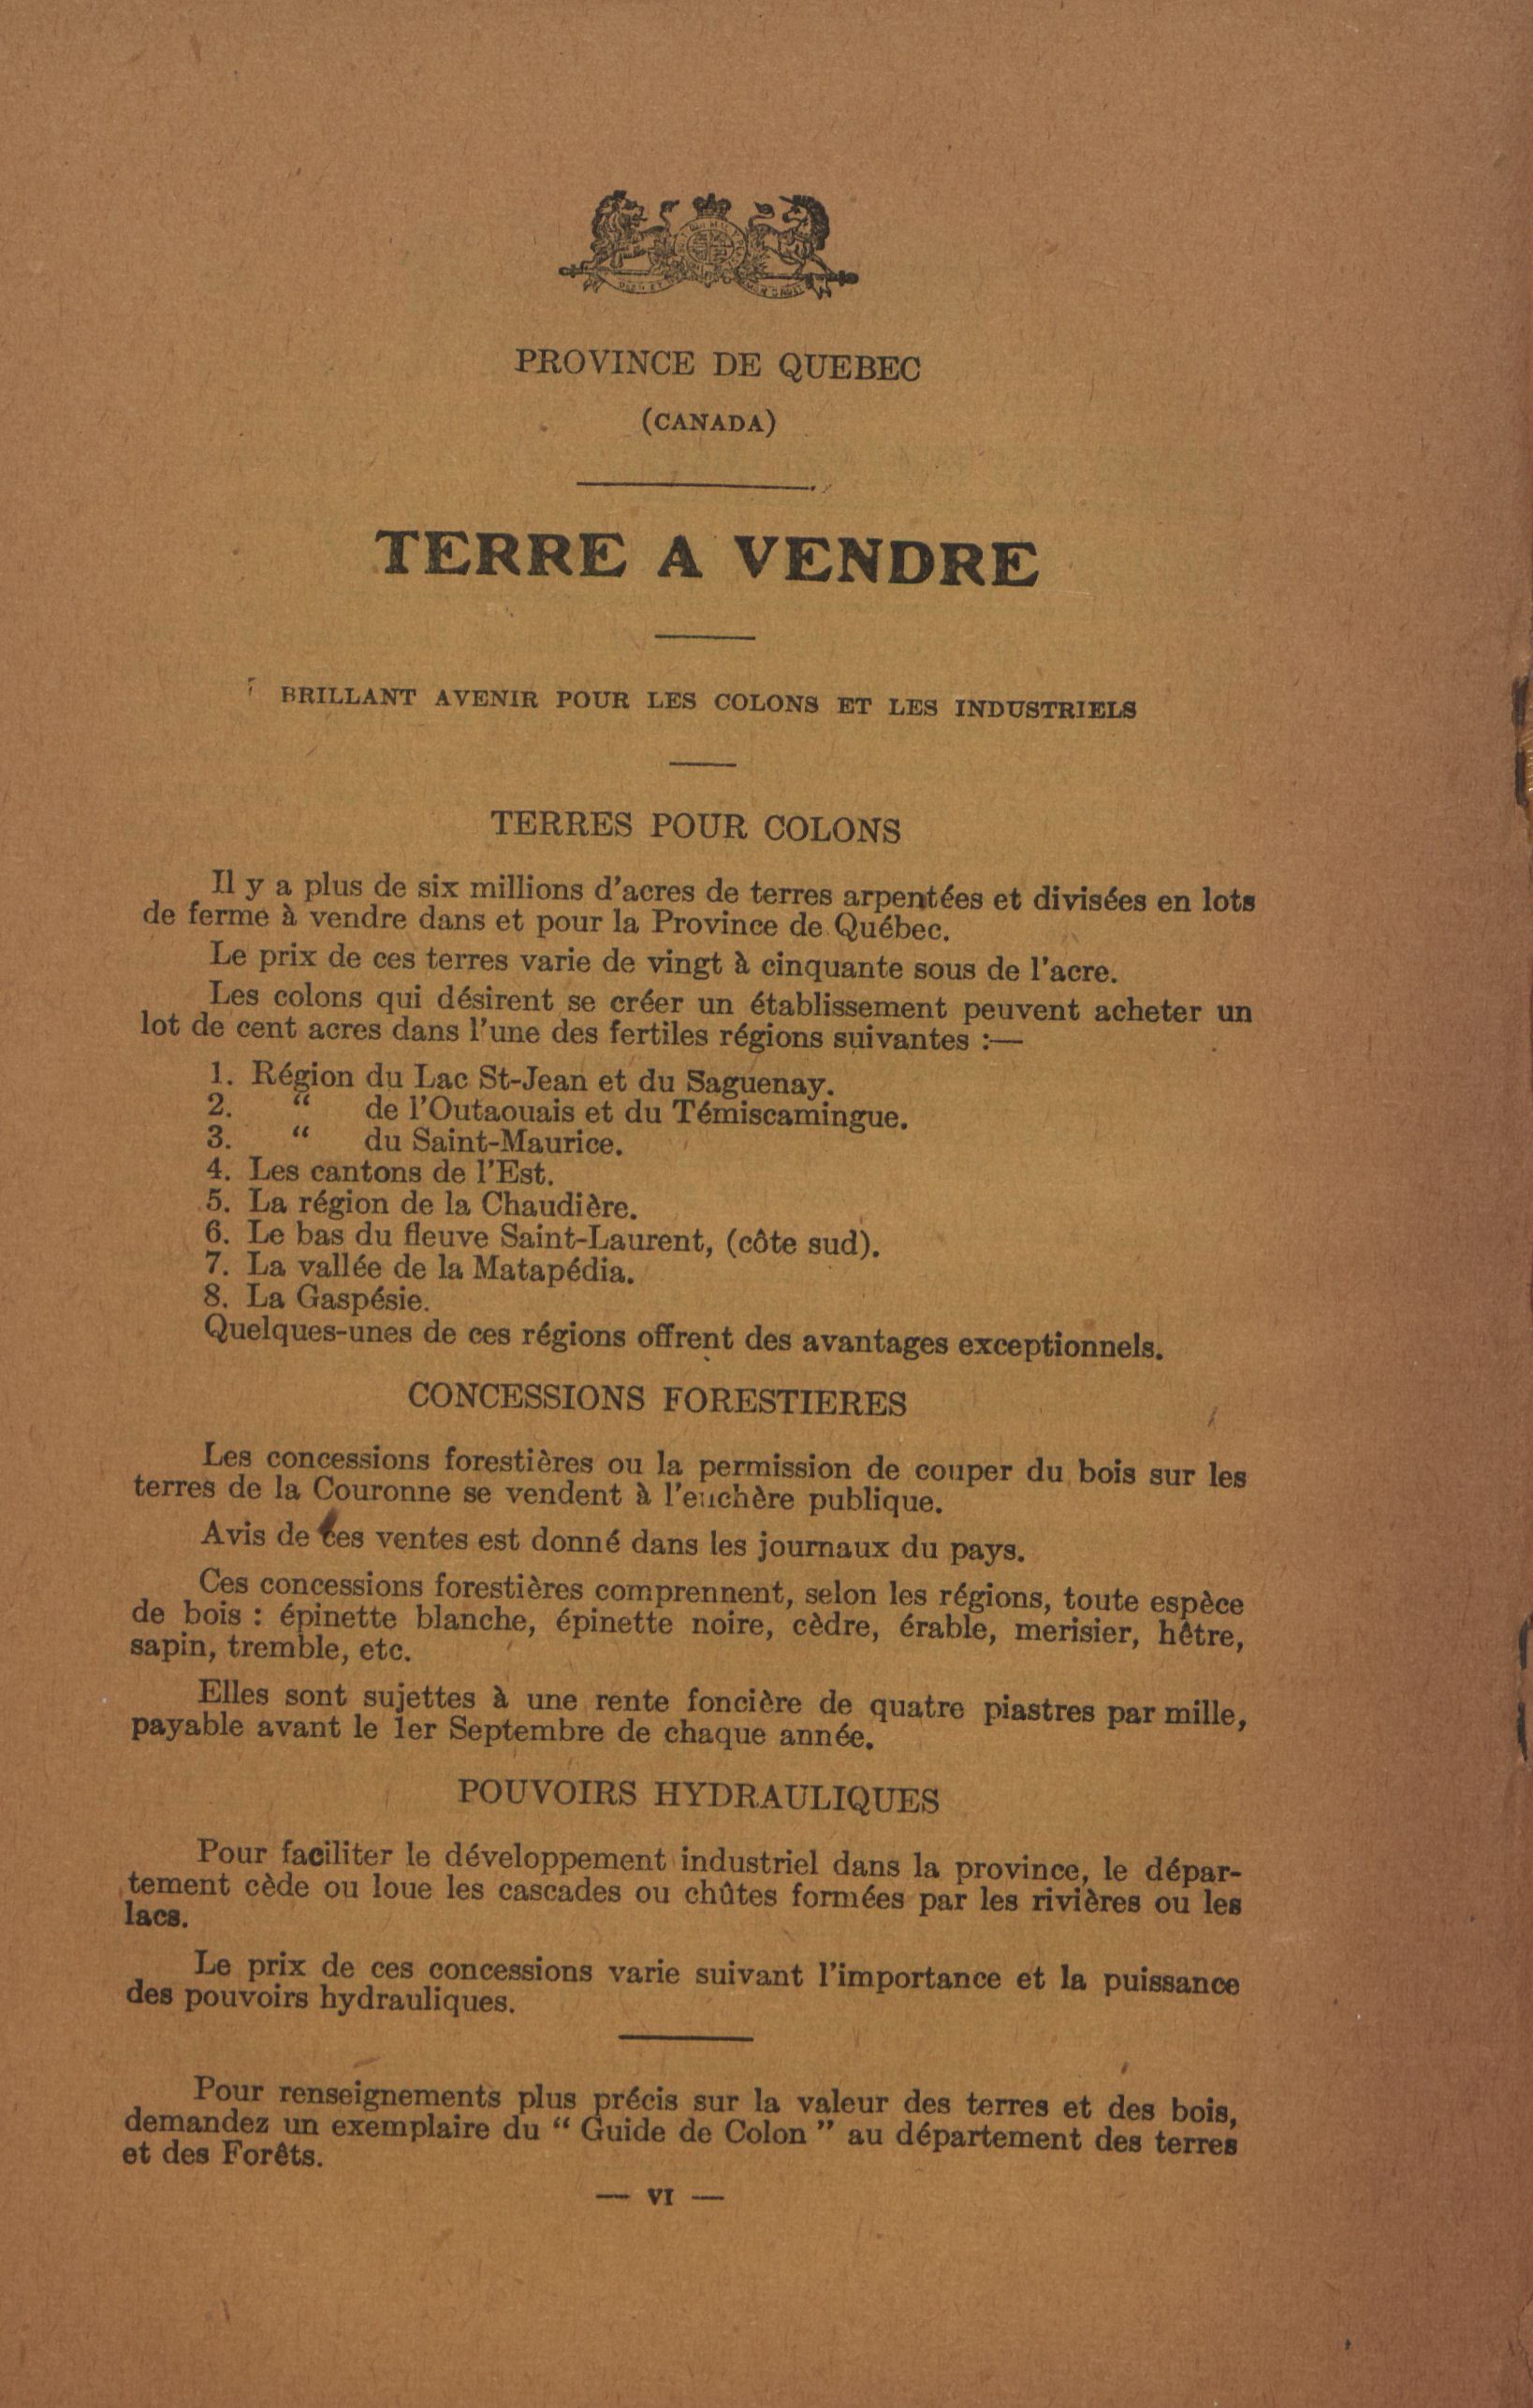 PROVINCE DE QUEBEC
(CANADA)
TERRE A VENDRE
BRILLANT AVENIR POUR LES COLONS ET LES INDUSTRIELS
TERRES POUR COLONS
Il y a plus de six millions d'acres de terres arpentées et divisées en lots
de ferme à vendre dans et pour la Province de Québec.
Le prix de ces terres varie de vingt à cinquante sous de l'acre.
Les colons qui désirent se créer un établissement peuvent acheter un
lot de cent acres dans l'une des fertiles régions suivantes :—
1. Région du Lac St-Jean et du Saguenay.
2. “ de l'Outaouais et du Témiscamingue.
3. “ du Saint-Maurice.
4. Les cantons de l'Est.
5. La région de la Chaudière.
6. Le bas du fleuve Saint-Laurent, (côte sud).
7. La vallée de la Matapédia.
8. La Gaspésie.
Quelques-unes de ces régions offrent des avantages exceptionnels.
CONCESSIONS FORESTIERES
Les concessions forestières ou la permission de couper du bois sur les
terres de la Couronne se vendent à l'enchère publique.
Avis de ces ventes est donné dans les journaux du pays.
Ces concessions forestières comprennent, selon les régions, toute espèce
de bois : épinette blanche, épinette noire, cèdre, érable, merisier, hêtre,
sapin, tremble, etc.
Elles sont sujettes à une rente foncière de quatre piastres par mille,
payable avant le 1er Septembre de chaque année.
POUVOIRS HYDRAULIQUES
Pour faciliter le développement industriel dans la province, le dépar-
tement cède ou loue les cascades ou chûtes formées par les rivières ou les
lacs.
Le prix de ces concessions varie suivant l'importance et la puissance
des pouvoirs hydrauliques.
Pour renseignements plus précis sur la valeur des terres et des bois,
demandez un exemplaire du “ Guide de Colon ” au département des terres
et des Forêts.
— VI —